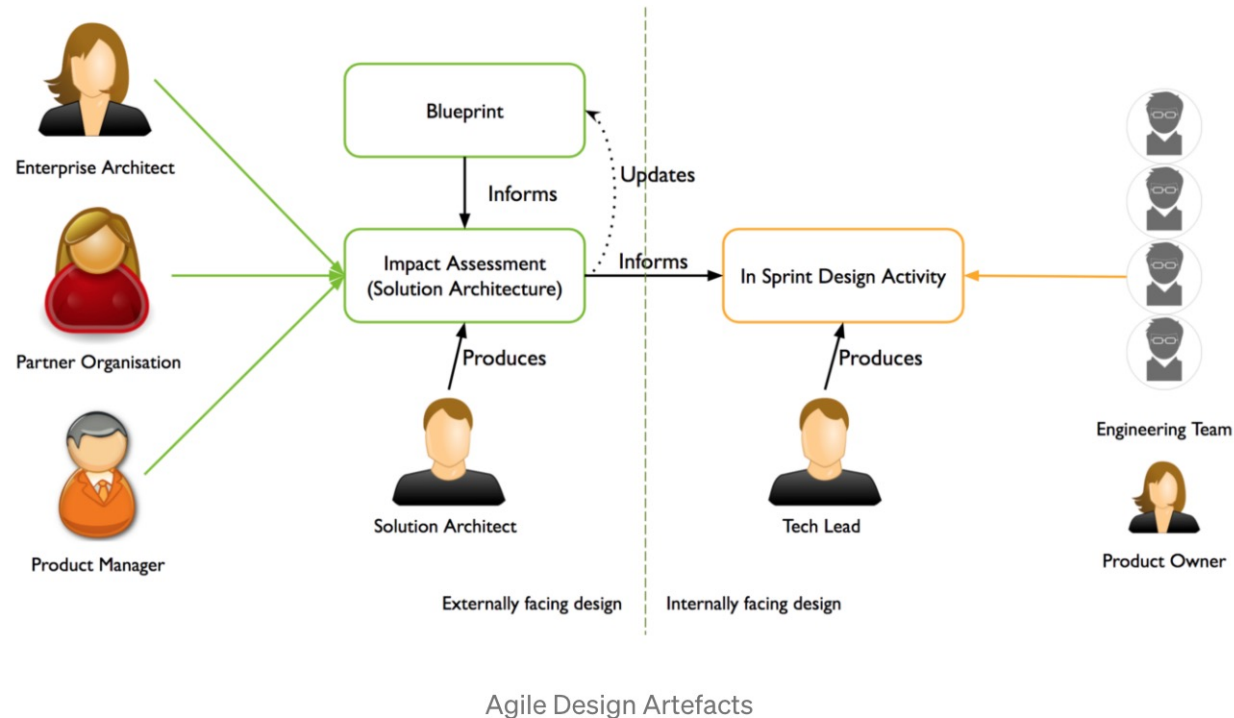 Enterprise Architect
Partner Organisation
Product Manager
Blueprint
Informs
Updates
Impact Assessment
(Solution Architecture)
Informs
Produces
Solution Architect
In Sprint Design Activity
Produces
Tech Lead
Engineering Team
Product Owner
Externally facing design
Internally facing design
Agile Design Artefacts